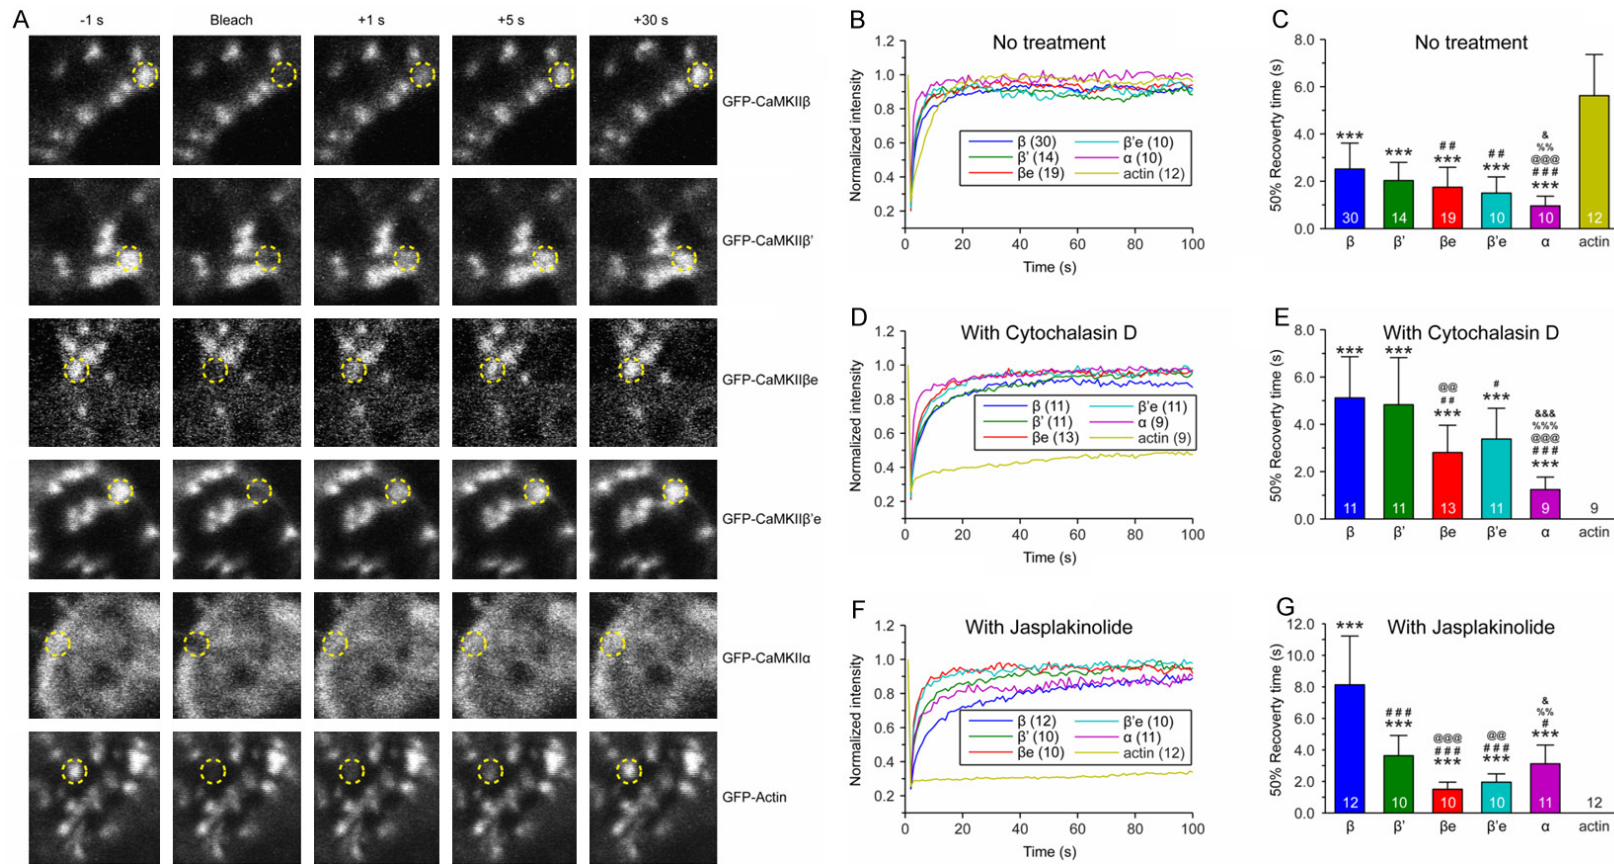 A
-1 s
Bleach
+1 s
+5 s
+30 s
GFP-CaMKIIβ
GFP-CaMKIIβ'
GFP-CaMKIIβe
GFP-CaMKIIβ'e
GFP-CaMKIIα
GFP-Actin
B
No treatment
Normalized intensity
1.2
1.0
0.8
0.6
0.4
0.2
β (30)
β' (14)
βe (19)
β'e (10)
α (10)
actin (12)
0 20 40 60 80 100
Time (s)
C
No treatment
50% Recoverty time (s)
8.0
6.0
4.0
2.0
0.0
***
***
# #
***
# #
***
&
%%
@@@
# # #
***
30 14 19 10 10 12
β β' βe β'e α actin
D
With Cytochalasin D
Normalized intensity
1.2
1.0
0.8
0.6
0.4
0.2
β (11)
β' (11)
βe (13)
β'e (11)
α (9)
actin (9)
0 20 40 60 80 100
Time (s)
E
With Cytochalasin D
50% Recoverty time (s)
8.0
6.0
4.0
2.0
0.0
***
***
@@
# #
***
#
***
&&&
%%%
@@@
# # #
***
11 11 13 11 9 9
β β' βe β'e α actin
F
With Jasplakinolide
Normalized intensity
1.2
1.0
0.8
0.6
0.4
0.2
β (12)
β' (10)
βe (10)
β'e (10)
α (11)
actin (12)
0 20 40 60 80 100
Time (s)
G
With Jasplakinolide
50% Recoverty time (s)
12.0
10.0
8.0
6.0
4.0
2.0
0.0
***
# # #
***
@@@
# # #
***
@@
# # #
***
&
%%
#
***
12 10 10 10 11 12
β β' βe β'e α actin